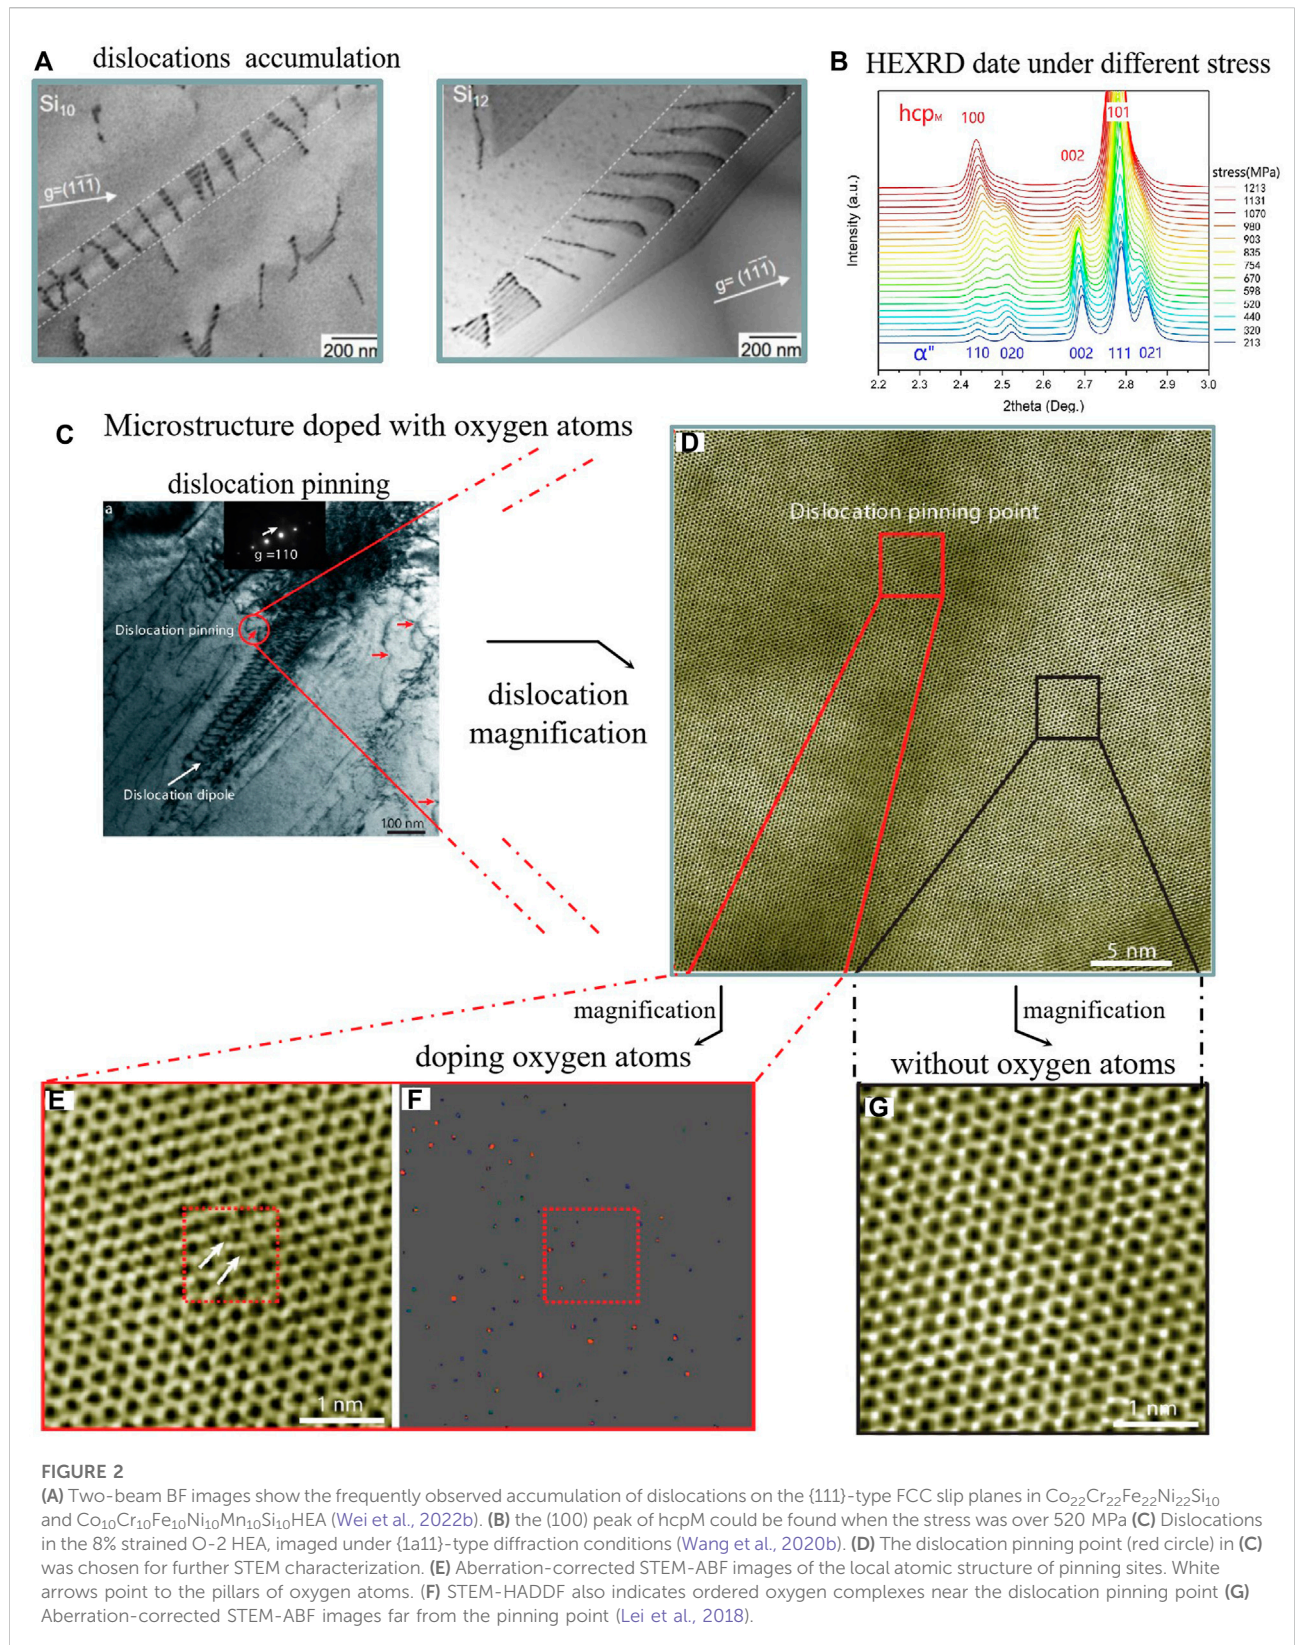 A dislocations accumulation
Si10
g=(11̄1̄)
200 nm
Si12
g=(11̄1̄)
200 nm
B HEXRD date under different stress
hcpM
100
002
101
stress(MPa)
1213
1131
1070
980
903
835
754
670
598
520
440
320
213
α"
110
020
002
111
021
Intensity (a.u.)
2.2 2.3 2.4 2.5 2.6 2.7 2.8 2.9 3.0
2theta (Deg.)
C Microstructure doped with oxygen atoms
dislocation pinning
a
g =110
Dislocation pinning
Dislocation dipole
100 nm
dislocation
magnification
D
Dislocation pinning point
5 nm
magnification
doping oxygen atoms
magnification
without oxygen atoms
E
1 nm
F
G
1 nm
FIGURE 2
(A) Two-beam BF images show the frequently observed accumulation of dislocations on the {111}-type FCC slip planes in Co22Cr22Fe22Ni22Si10
and Co10Cr10Fe10Ni10Mn10Si10HEA (Wei et al., 2022b). (B) the (100) peak of hcpM could be found when the stress was over 520 MPa (C) Dislocations
in the 8% strained O-2 HEA, imaged under {1a11}-type diffraction conditions (Wang et al., 2020b). (D) The dislocation pinning point (red circle) in (C)
was chosen for further STEM characterization. (E) Aberration-corrected STEM-ABF images of the local atomic structure of pinning sites. White
arrows point to the pillars of oxygen atoms. (F) STEM-HADDF also indicates ordered oxygen complexes near the dislocation pinning point (G)
Aberration-corrected STEM-ABF images far from the pinning point (Lei et al., 2018).